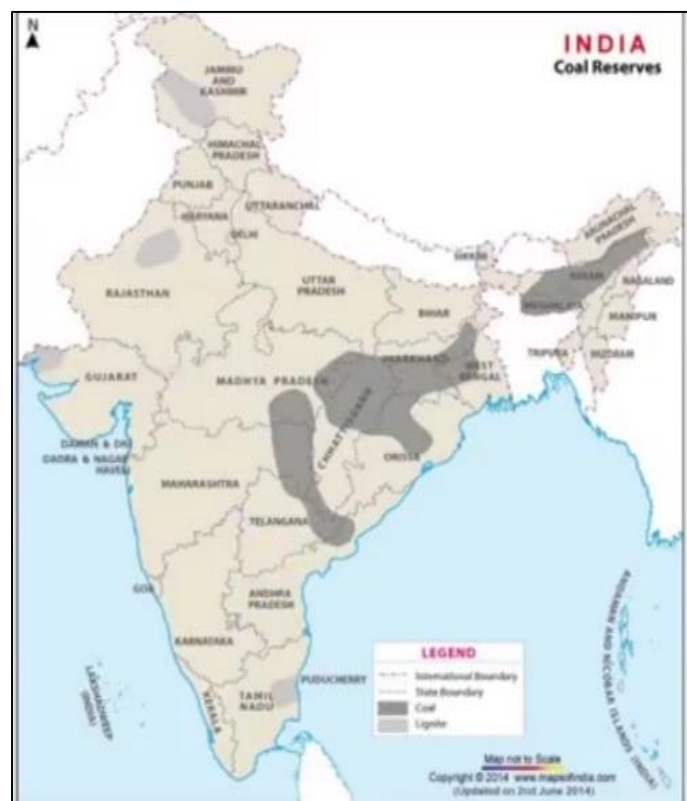 N
INDIA
Coal Reserves
JAMMU
AND
KASHMIR
HIMACHAL
PRADESH
PUNJAB
UTTARANCHAL
HARYANA
DELHI
ARUNACHAL
PRADESH
SIKKIM
RAJASTHAN
UTTAR
PRADESH
ASSAM
NAGALAND
BIHAR
MEGHALAYA
MANIPUR
GUJARAT
MADHYA PRADESH
JHARKHAND
WEST
BENGAL
TRIPURA
MIZORAM
CHHATTISGARH
DAMAN & DIU
DADRA & NAGAR
HAVELI
ORISSA
MAHARASHTRA
TELANGANA
GOA
ANDHRA
PRADESH
KARNATAKA
ANDAMAN AND NICOBAR ISLANDS (INDIA)
LAKSHADWEEP
(INDIA)
KERALA
TAMIL
NADU
PUDUCHERRY
LEGEND
International Boundary
State Boundary
Coal
Lignite
Map not to Scale
Copyright © 2014 www.mapsofindia.com
(Updated on 2nd June 2014)